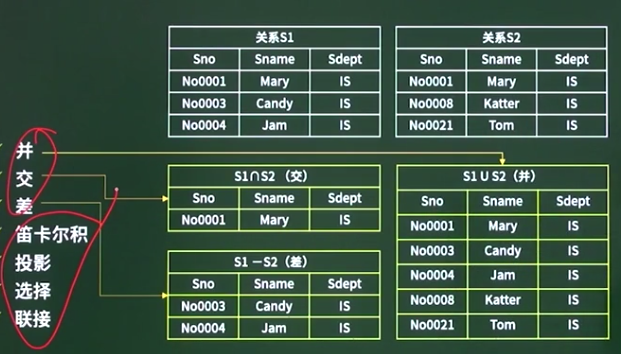 关系S1
Sno Sname Sdept
No0001 Mary IS
No0003 Candy IS
No0004 Jam IS
关系S2
Sno Sname Sdept
No0001 Mary IS
No0008 Katter IS
No0021 Tom IS
并
交
差
笛卡尔积
投影
选择
联接
S1∩S2 （交）
Sno Sname Sdept
No0001 Mary IS
S1 －S2（差）
Sno Sname Sdept
No0003 Candy IS
No0004 Jam IS
S1 U S2（并）
Sno Sname Sdept
No0001 Mary IS
No0003 Candy IS
No0004 Jam IS
No0008 Katter IS
No0021 Tom IS